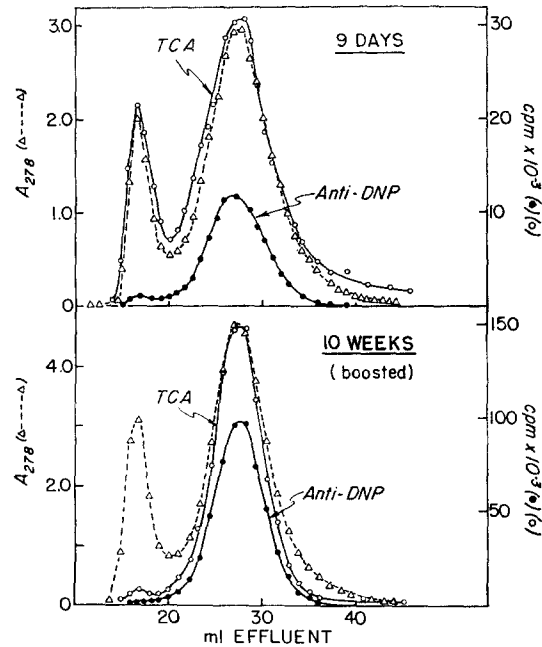 3.0
2.0
1.0
0
A278 (Δ----Δ)
TCA
9 DAYS
Anti-DNP
30
20
10
cpm x 10-3 (●)(○)
4.0
2.0
0
A278 (Δ----Δ)
TCA
10 WEEKS
(boosted)
Anti-DNP
150
100
50
cpm x 10-3 (●)(○)
20
30
40
ml EFFLUENT